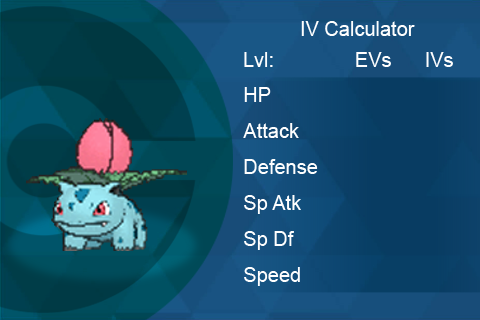 IV Calculator
Lvl: EVs IVs
HP
Attack
Defense
Sp Atk
Sp Df
Speed